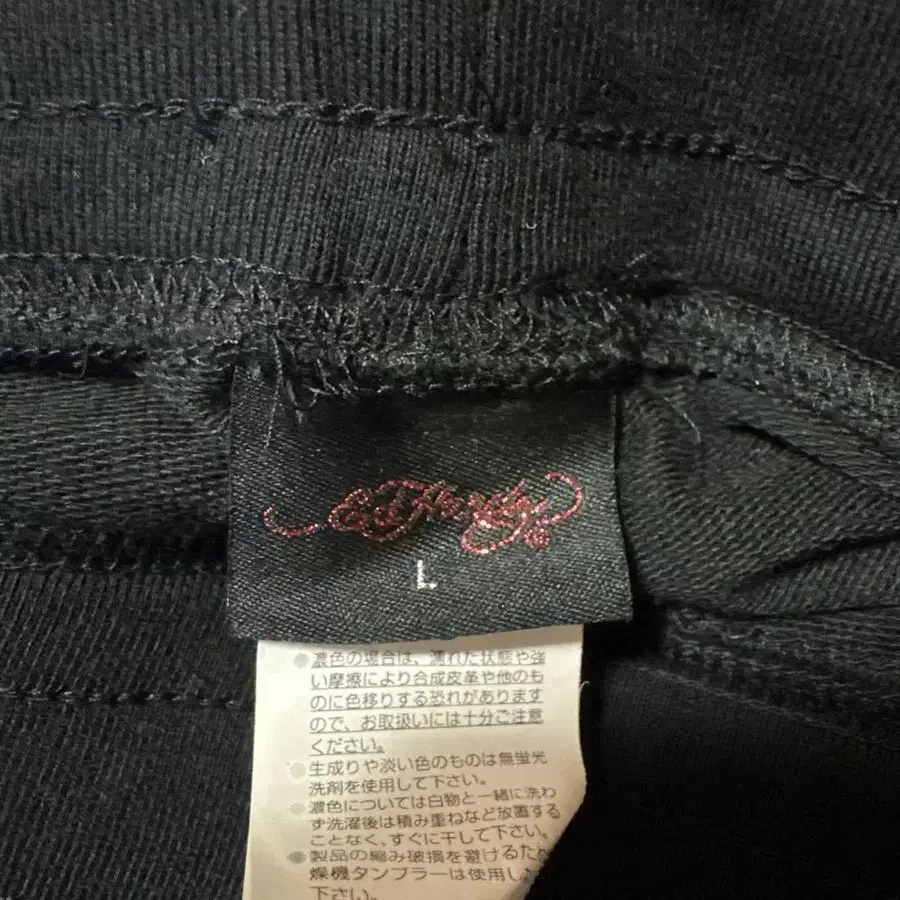 Ed Hardy
L
●濃色の場合は、濡れた状態や強
い摩擦により合成皮革や他のも
のに色移りする恐れがあります
ので、お取扱いには十分ご注意
ください。
●生成りや淡い色のものは無蛍光
洗剤を使用して下さい。
●濃色については白物と一緒に洗わ
ず洗濯後は積み重ねなど放置する
ことなく、すぐに干して下さい。
●製品の縮み破損を避けるため
燥機タンブラーは使用し
下さい。